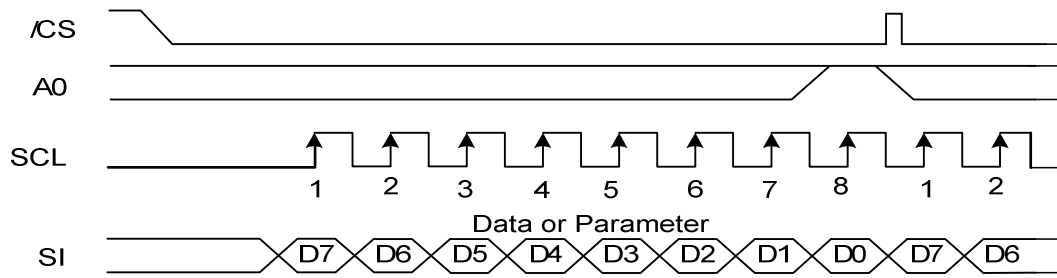 /CS
A0
SCL
1 2 3 4 5 6 7 8 1 2
Data or Parameter
SI D7 D6 D5 D4 D3 D2 D1 D0 D7 D6